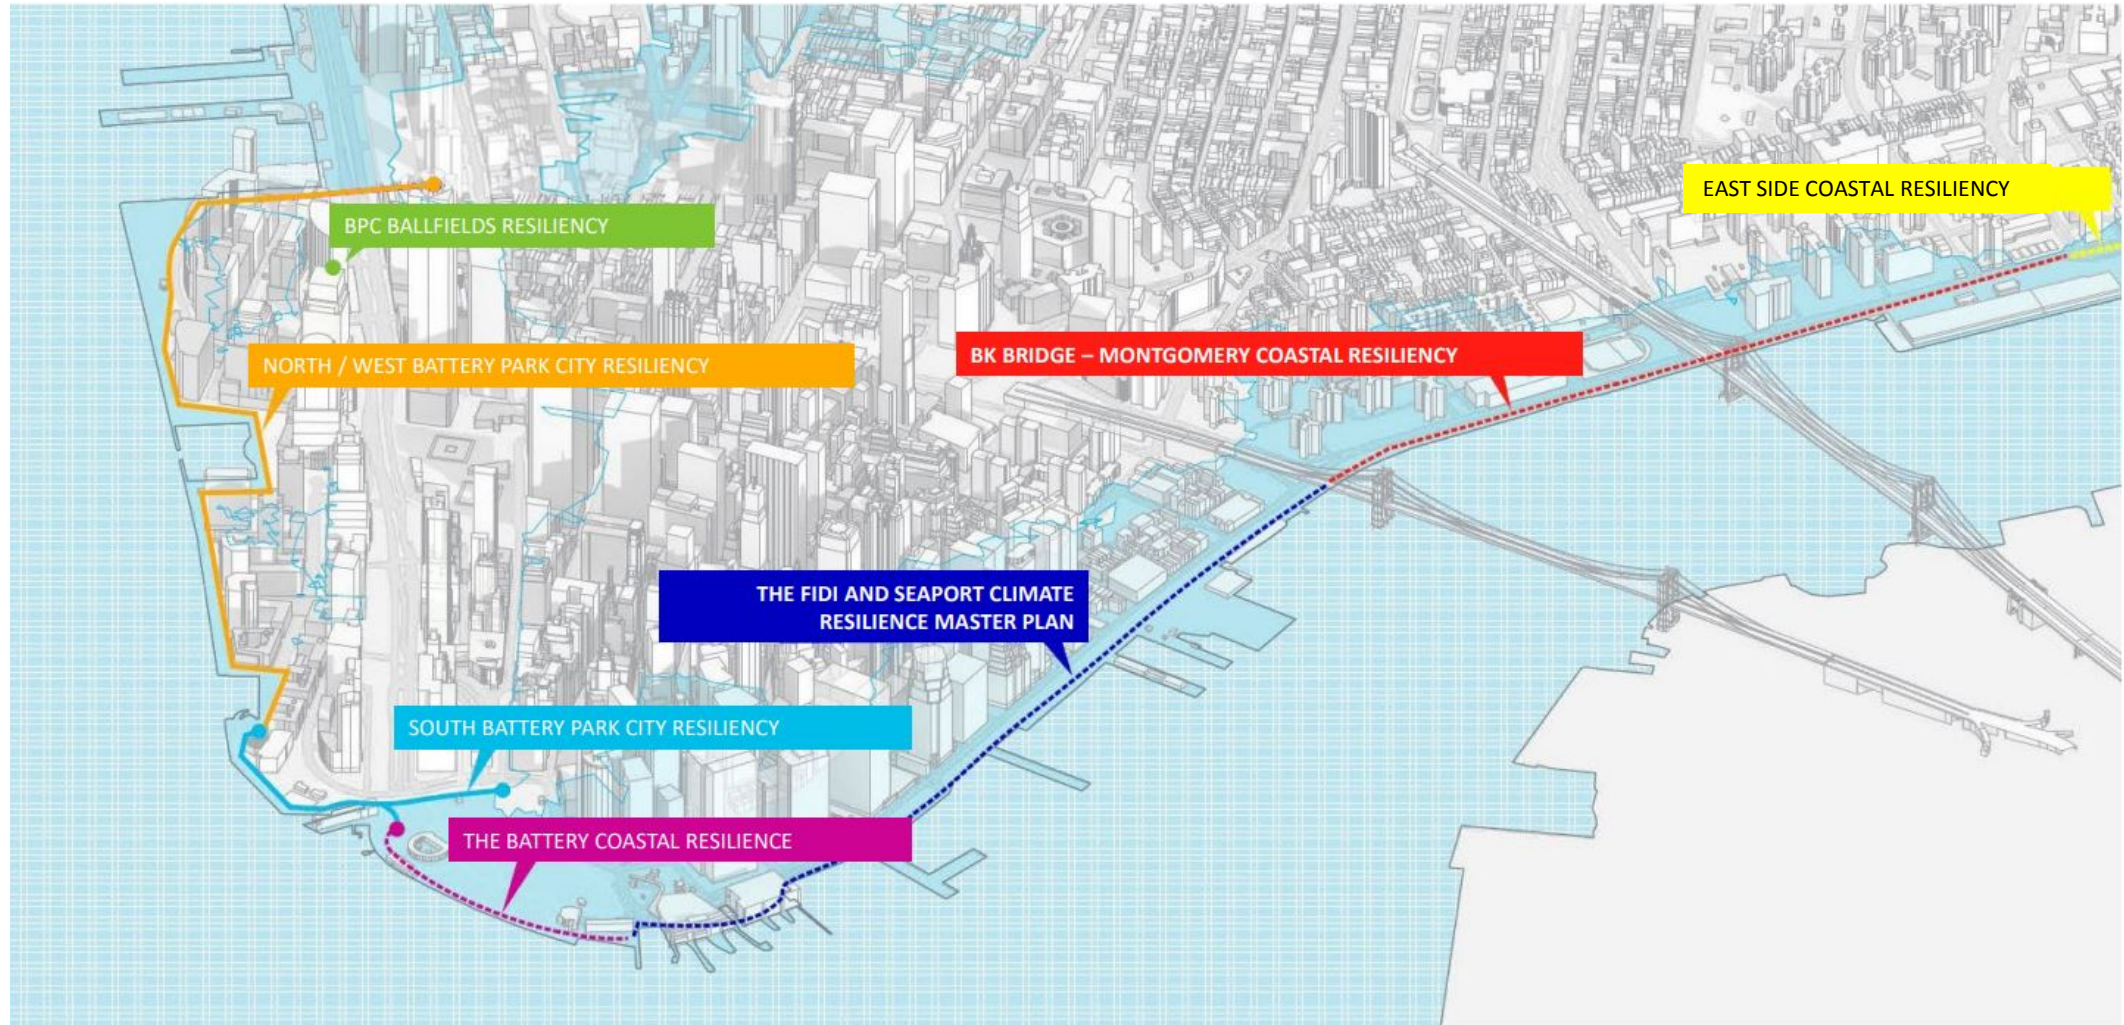 EAST SIDE COASTAL RESILIENCY
BPC BALLFIELDS RESILIENCY
NORTH / WEST BATTERY PARK CITY RESILIENCY
BK BRIDGE – MONTGOMERY COASTAL RESILIENCY
THE FIDI AND SEAPORT CLIMATE
RESILIENCE MASTER PLAN
SOUTH BATTERY PARK CITY RESILIENCY
THE BATTERY COASTAL RESILIENCE